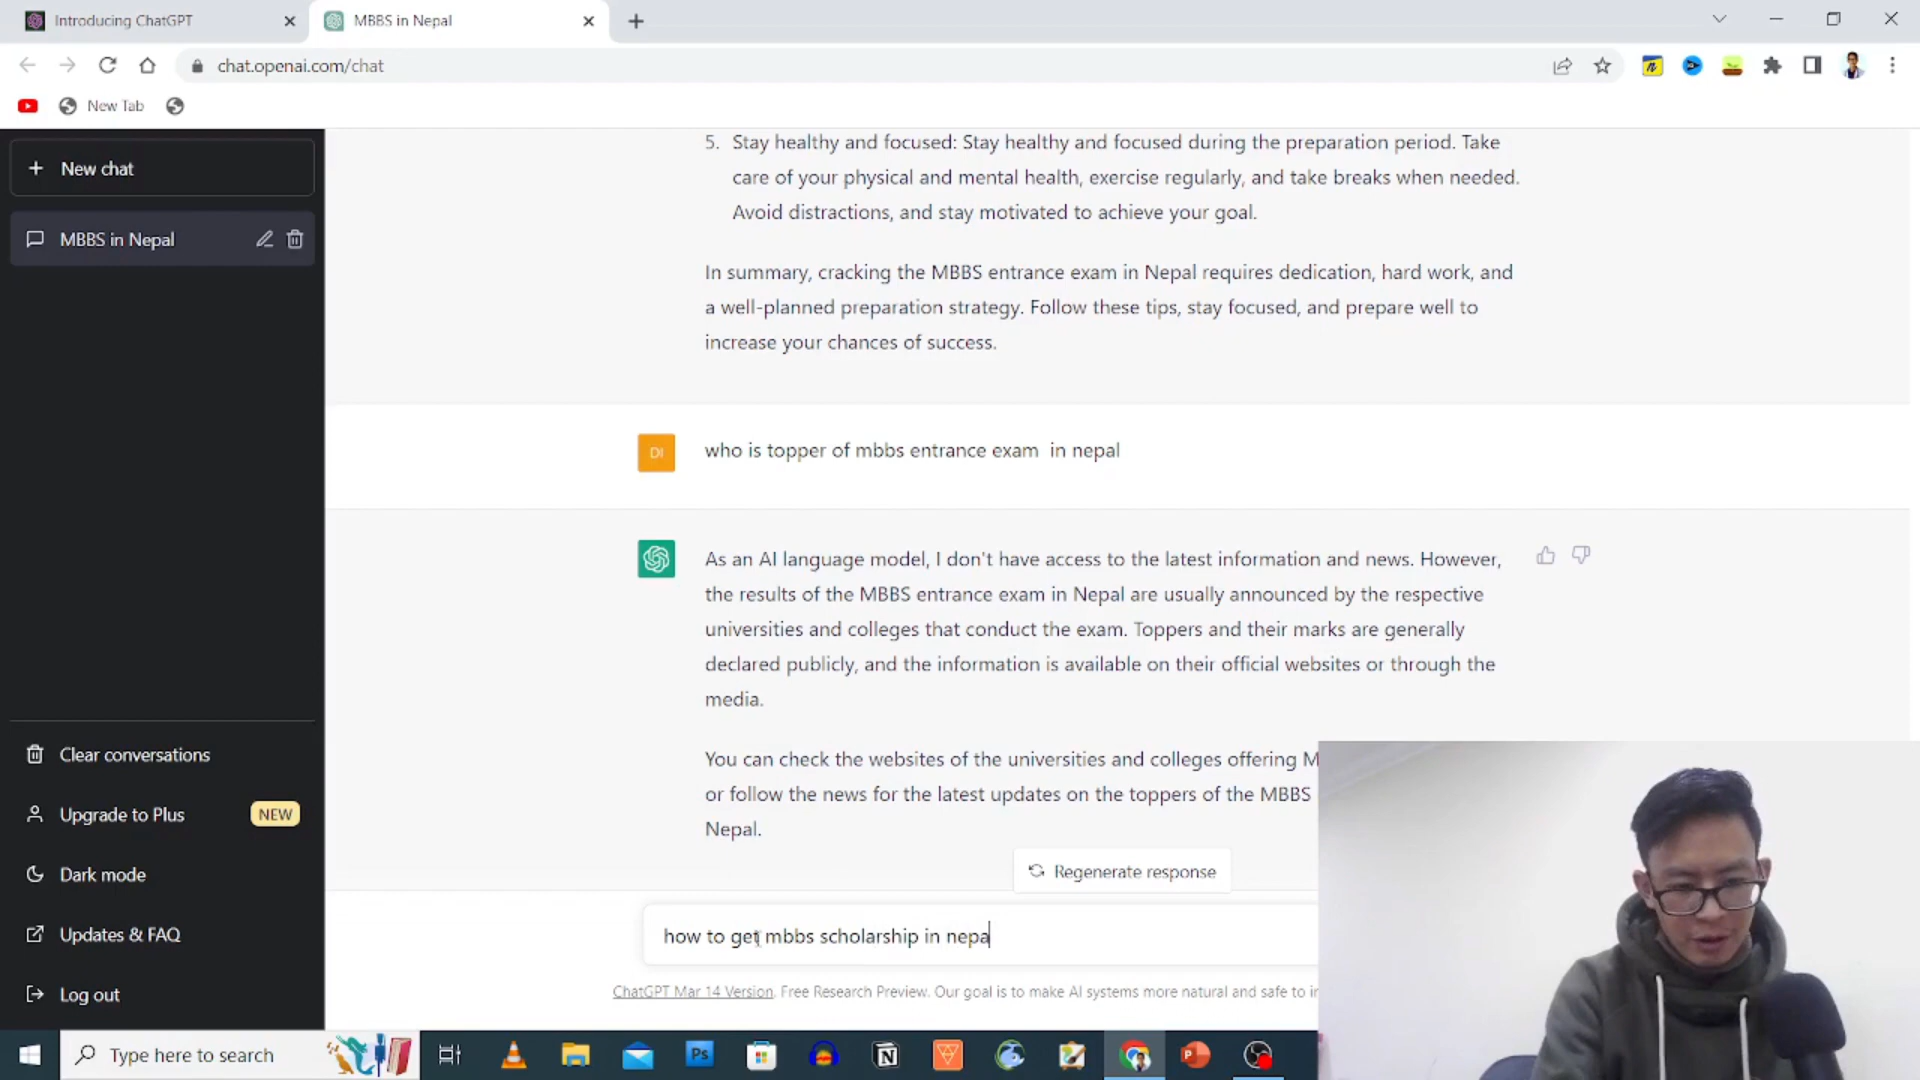 Introducing ChatGPT
MBBS in Nepal
chat.openai.com/chat
New Tab
New chat
MBBS in Nepal
5. Stay healthy and focused: Stay healthy and focused during the preparation period. Take
care of your physical and mental health, exercise regularly, and take breaks when needed.
Avoid distractions, and stay motivated to achieve your goal.
In summary, cracking the MBBS entrance exam in Nepal requires dedication, hard work, and
a well-planned preparation strategy. Follow these tips, stay focused, and prepare well to
increase your chances of success.
DI
who is topper of mbbs entrance exam  in nepal
As an AI language model, I don't have access to the latest information and news. However,
the results of the MBBS entrance exam in Nepal are usually announced by the respective
universities and colleges that conduct the exam. Toppers and their marks are generally
declared publicly, and the information is available on their official websites or through the
media.
You can check the websites of the universities and colleges offering M
or follow the news for the latest updates on the toppers of the MBBS
Nepal.
Regenerate response
how to get mbbs scholarship in nepa
ChatGPT Mar 14 Version. Free Research Preview. Our goal is to make AI systems more natural and safe to in
Clear conversations
Upgrade to Plus NEW
Dark mode
Updates & FAQ
Log out
Type here to search
Ps